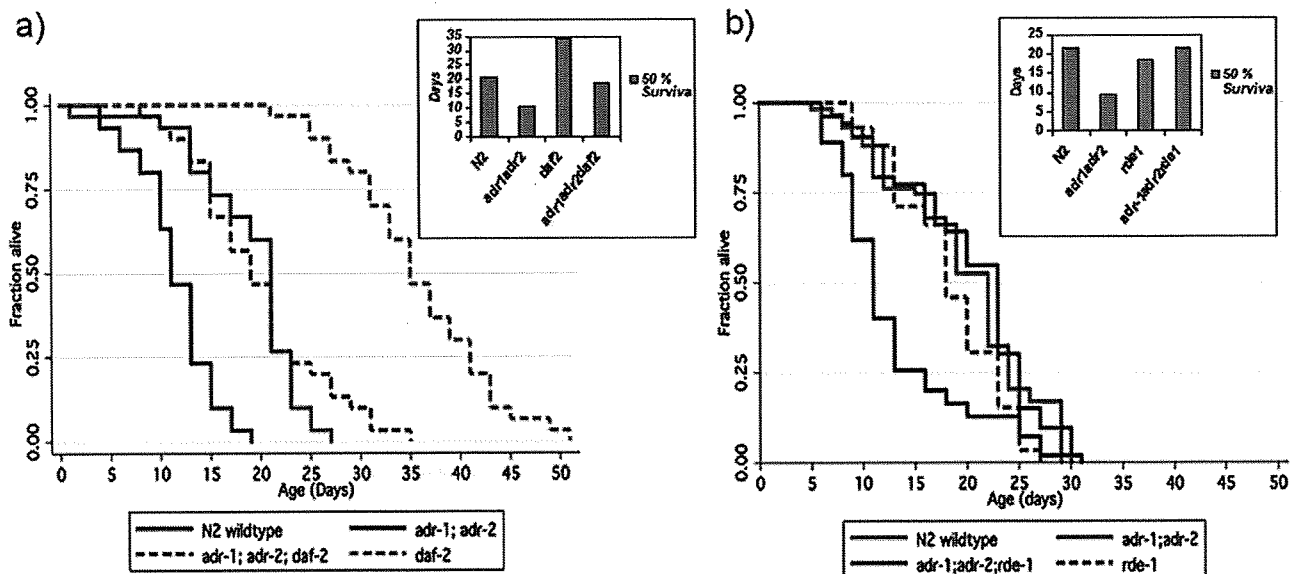 a)
Days
35
30
25
20
15
10
5
0
50 %
Surviva
N2
adr1adr2
daf2
adr1adr2daf2
Fraction alive
1.00
0.75
0.50
0.25
0.00
0 5 10 15 20 25 30 35 40 45 50
Age (Days)
N2 wildtype
adr-1; adr-2
adr-1; adr-2; daf-2
daf-2
b)
Days
25
20
15
10
5
0
50 %
Surviva
N2
adr1adr2
rde1
adr-1adr2rde1
Fraction alive
1.00
0.75
0.50
0.25
0.00
0 5 10 15 20 25 30 35 40 45 50
Age (days)
N2 wildtype
adr-1;adr-2
adr-1;adr-2;rde-1
rde-1